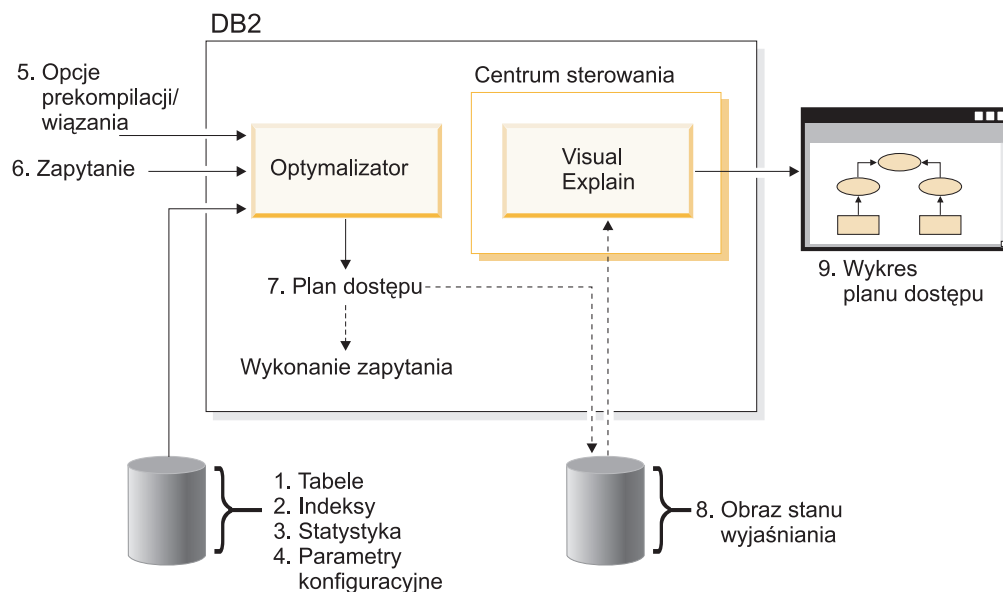 DB2
5. Opcje
prekompilacji/
wiązania
6. Zapytanie
Optymalizator
Centrum sterowania
Visual
Explain
7. Plan dostępu
Wykonanie zapytania
9. Wykres
planu dostępu
1. Tabele
2. Indeksy
3. Statystyka
4. Parametry
konfiguracyjne
8. Obraz stanu
wyjaśniania